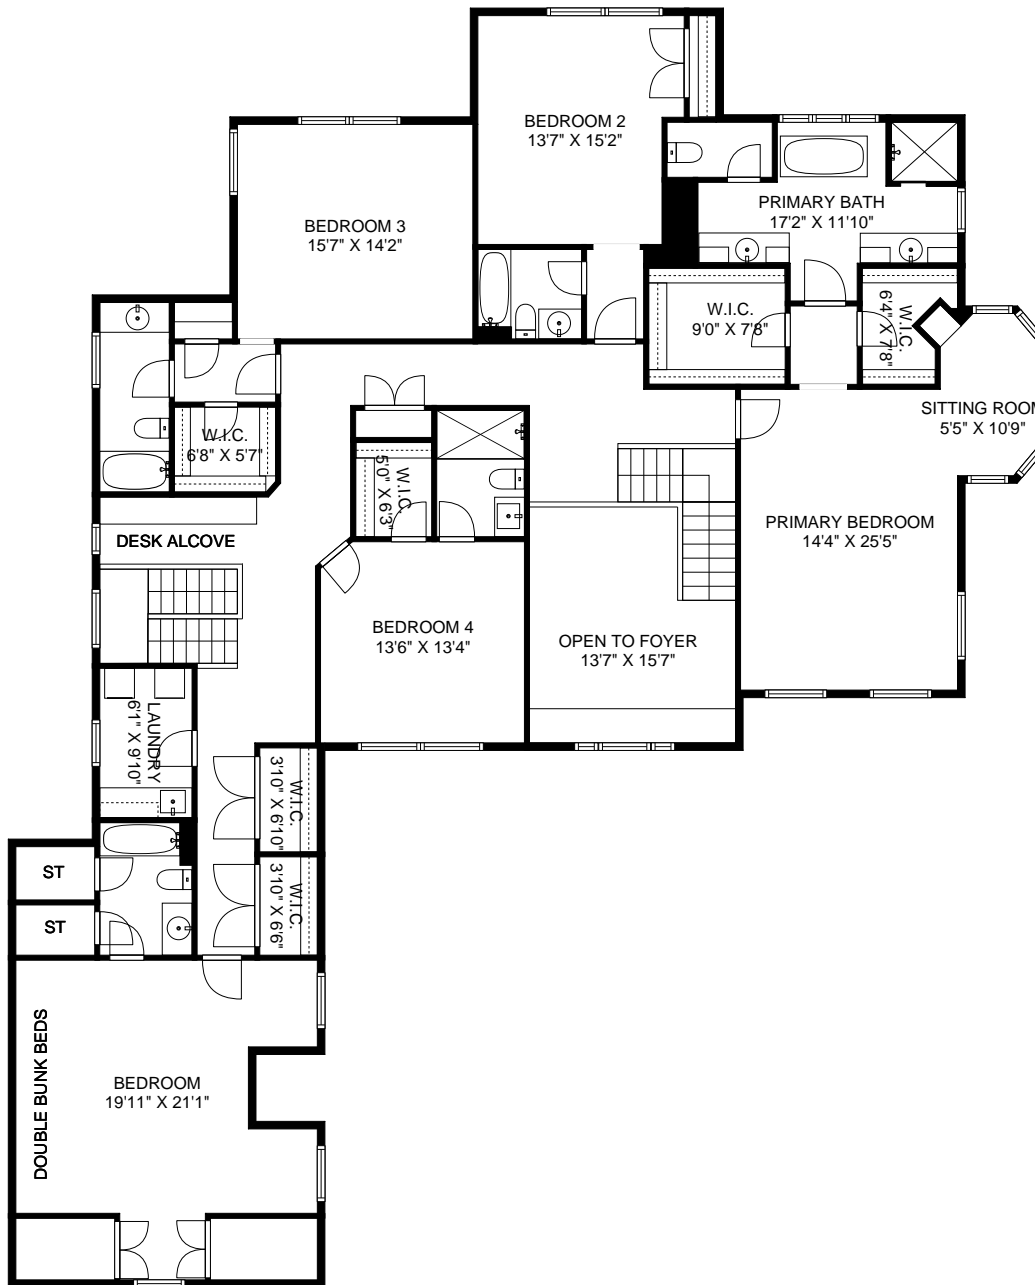 BEDROOM 2
13'7" X 15'2"
PRIMARY BATH
17'2" X 11'10"
BEDROOM 3
15'7" X 14'2"
W.I.C.
9'0" X 7'8"
W.I.C.
6'4" X 7'8"
SITTING ROOM
5'5" X 10'9"
W.I.C.
6'8" X 5'7"
W.I.C.
5'0" X 6'3"
DESK ALCOVE
PRIMARY BEDROOM
14'4" X 25'5"
BEDROOM 4
13'6" X 13'4"
OPEN TO FOYER
13'7" X 15'7"
LAUNDRY
6'1" X 9'10"
W.I.C.
3'10" X 6'10"
ST
W.I.C.
3'10" X 6'6"
ST
DOUBLE BUNK BEDS
BEDROOM
19'11" X 21'1"